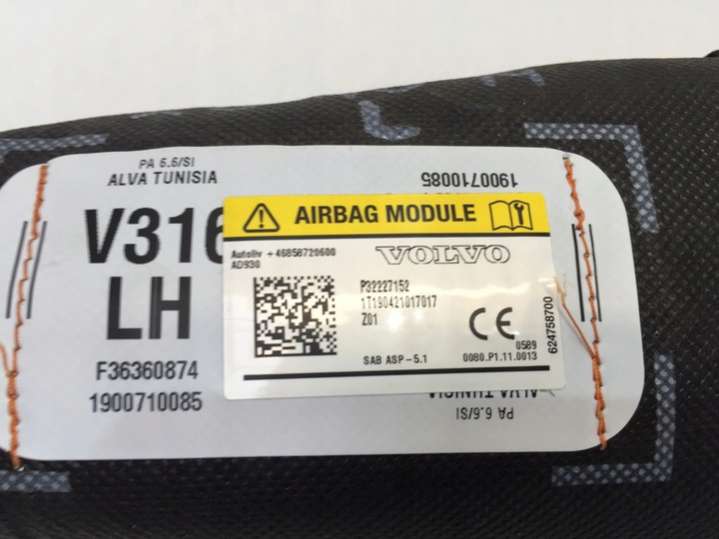 PA 6.6/SI
ALVA TUNISIA
V316
LH
F36360874
1900710085
1900710085
AIRBAG MODULE
Autoliv +46858720600
AD930
VOLVO
P32227152
1T190421017017
Z01
CE
0589
SAB ASP-5.1
0080.P1.11.0013
624758700
ALVA TUNISIA
PA 6.6/SI